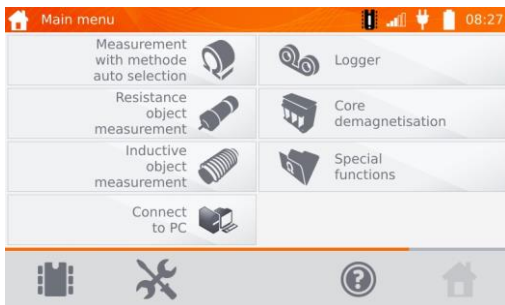 Main menu
08:27
Measurement
with methode
auto selection
Logger
Resistance
object
measurement
Core
demagnetisation
Inductive
object
measurement
Special
functions
Connect
to PC